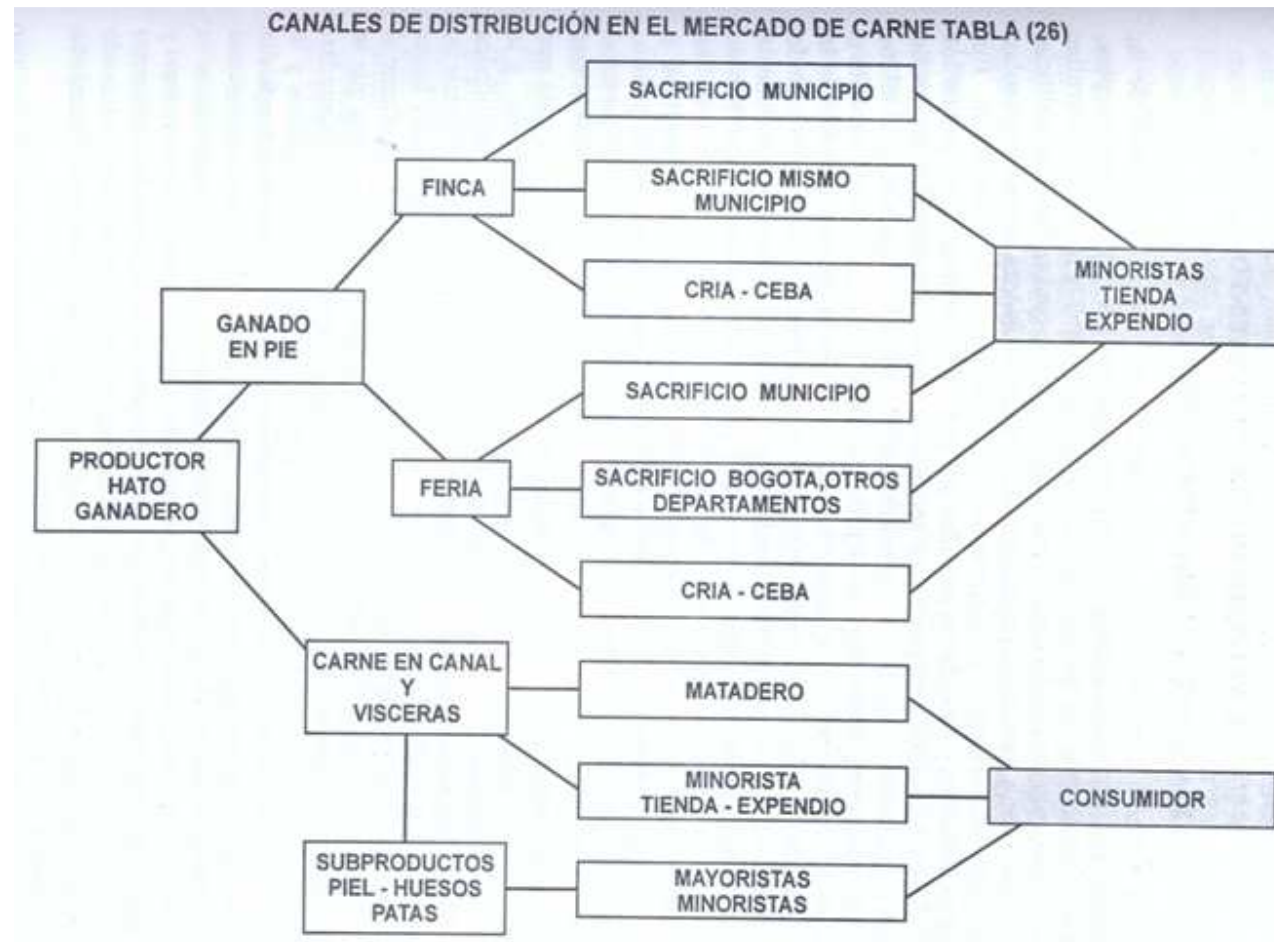 CANALES DE DISTRIBUCIÓN EN EL MERCADO DE CARNE TABLA (26)
SACRIFICIO MUNICIPIO
FINCA
SACRIFICIO MISMO
MUNICIPIO
CRIA - CEBA
MINORISTAS
TIENDA
EXPENDIO
GANADO
EN PIE
SACRIFICIO MUNICIPIO
PRODUCTOR
HATO
GANADERO
FERIA
SACRIFICIO BOGOTA,OTROS
DEPARTAMENTOS
CRIA - CEBA
CARNE EN CANAL
Y
VISCERAS
MATADERO
MINORISTA
TIENDA - EXPENDIO
CONSUMIDOR
SUBPRODUCTOS
PIEL - HUESOS
PATAS
MAYORISTAS
MINORISTAS